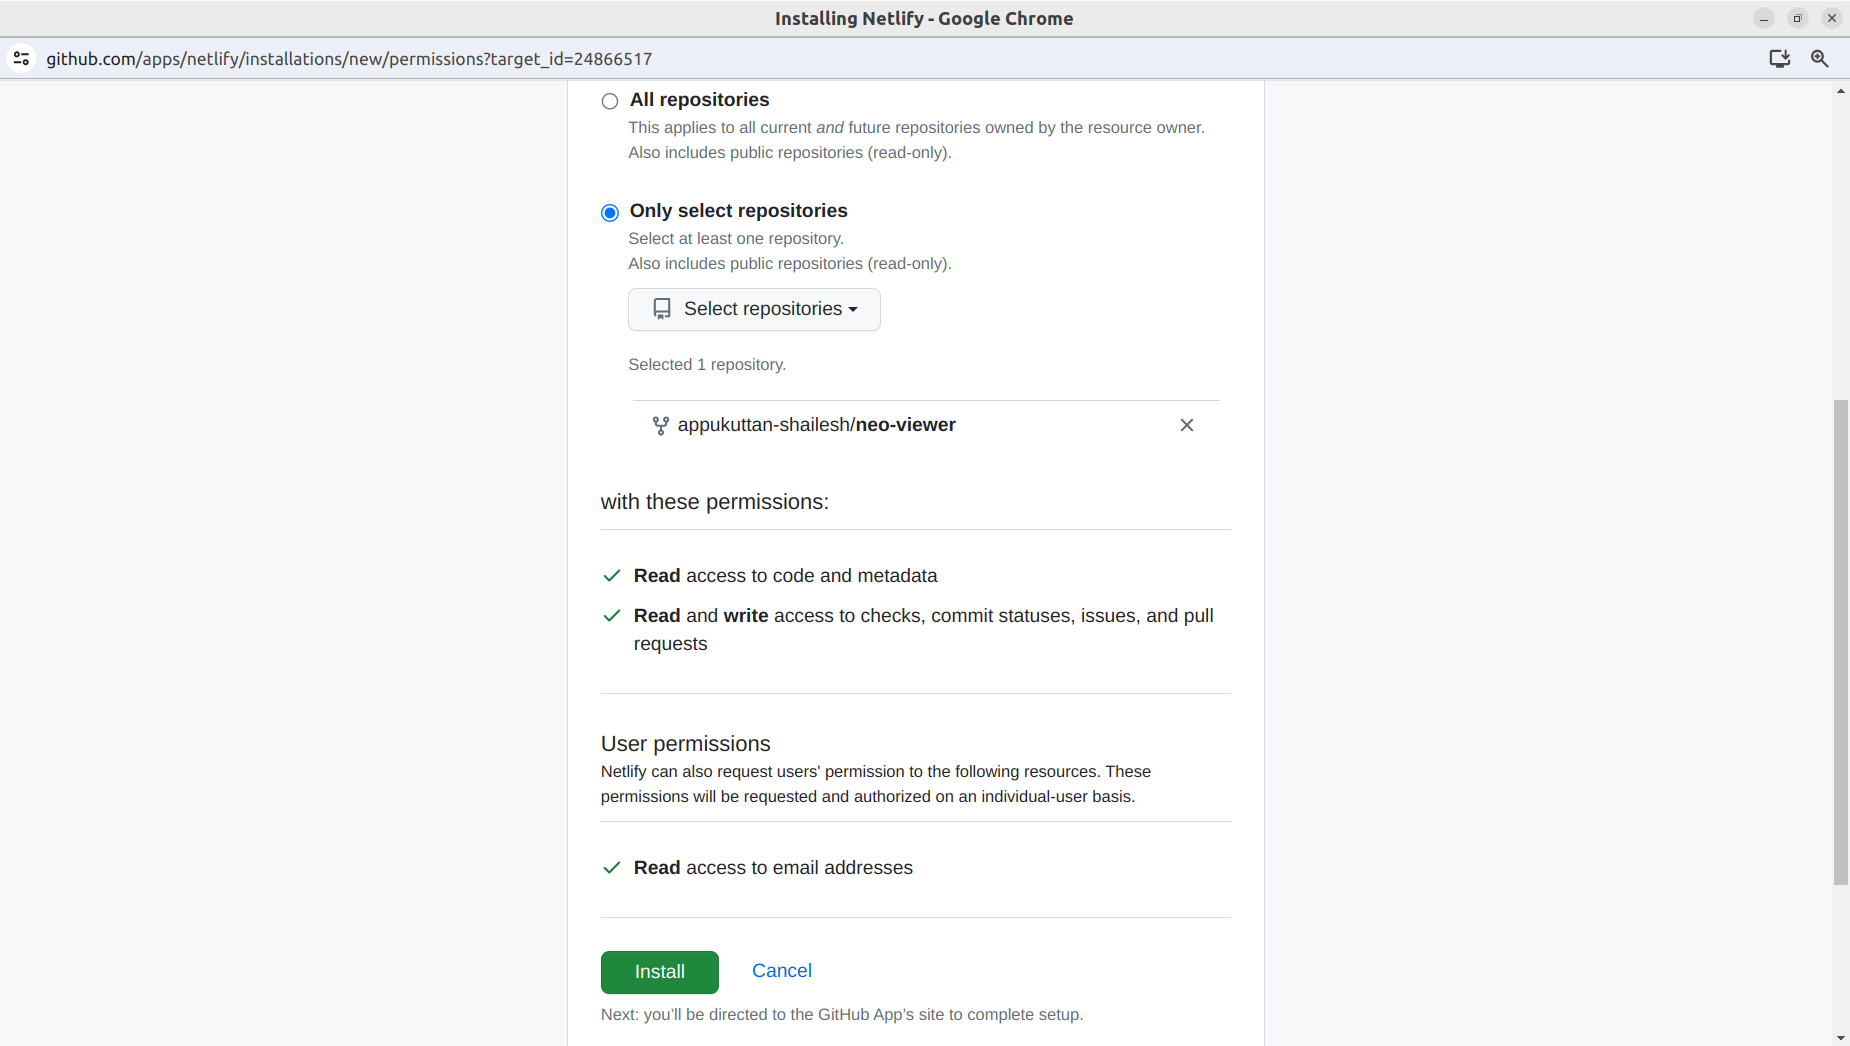 Installing Netlify - Google Chrome
github.com/apps/netlify/installations/new/permissions?target_id=24866517
All repositories
This applies to all current and future repositories owned by the resource owner.
Also includes public repositories (read-only).
Only select repositories
Select at least one repository.
Also includes public repositories (read-only).
Select repositories
Selected 1 repository.
appukuttan-shailesh/neo-viewer
with these permissions:
Read access to code and metadata
Read and write access to checks, commit statuses, issues, and pull
requests
User permissions
Netlify can also request users' permission to the following resources. These
permissions will be requested and authorized on an individual-user basis.
Read access to email addresses
Install Cancel
Next: you’ll be directed to the GitHub App’s site to complete setup.